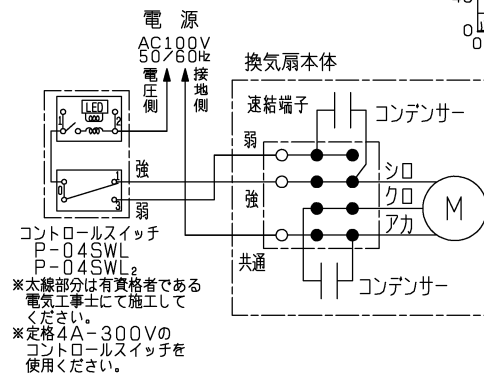 電源
AC100V
50/60Hz
電圧側
接地側
40
0
0
換気扇本体
LED
1
2
速結端子
コンデンサー
弱
強
0
1
3
強
弱
シロ
クロ
アカ
M
共通
コンデンサー
コントロールスイッチ
P-04SWL
P-04SWL2
※太線部分は有資格者である
電気工事士にて施工して
ください。
※定格4A-300Vの
コントロールスイッチを
使用ください。